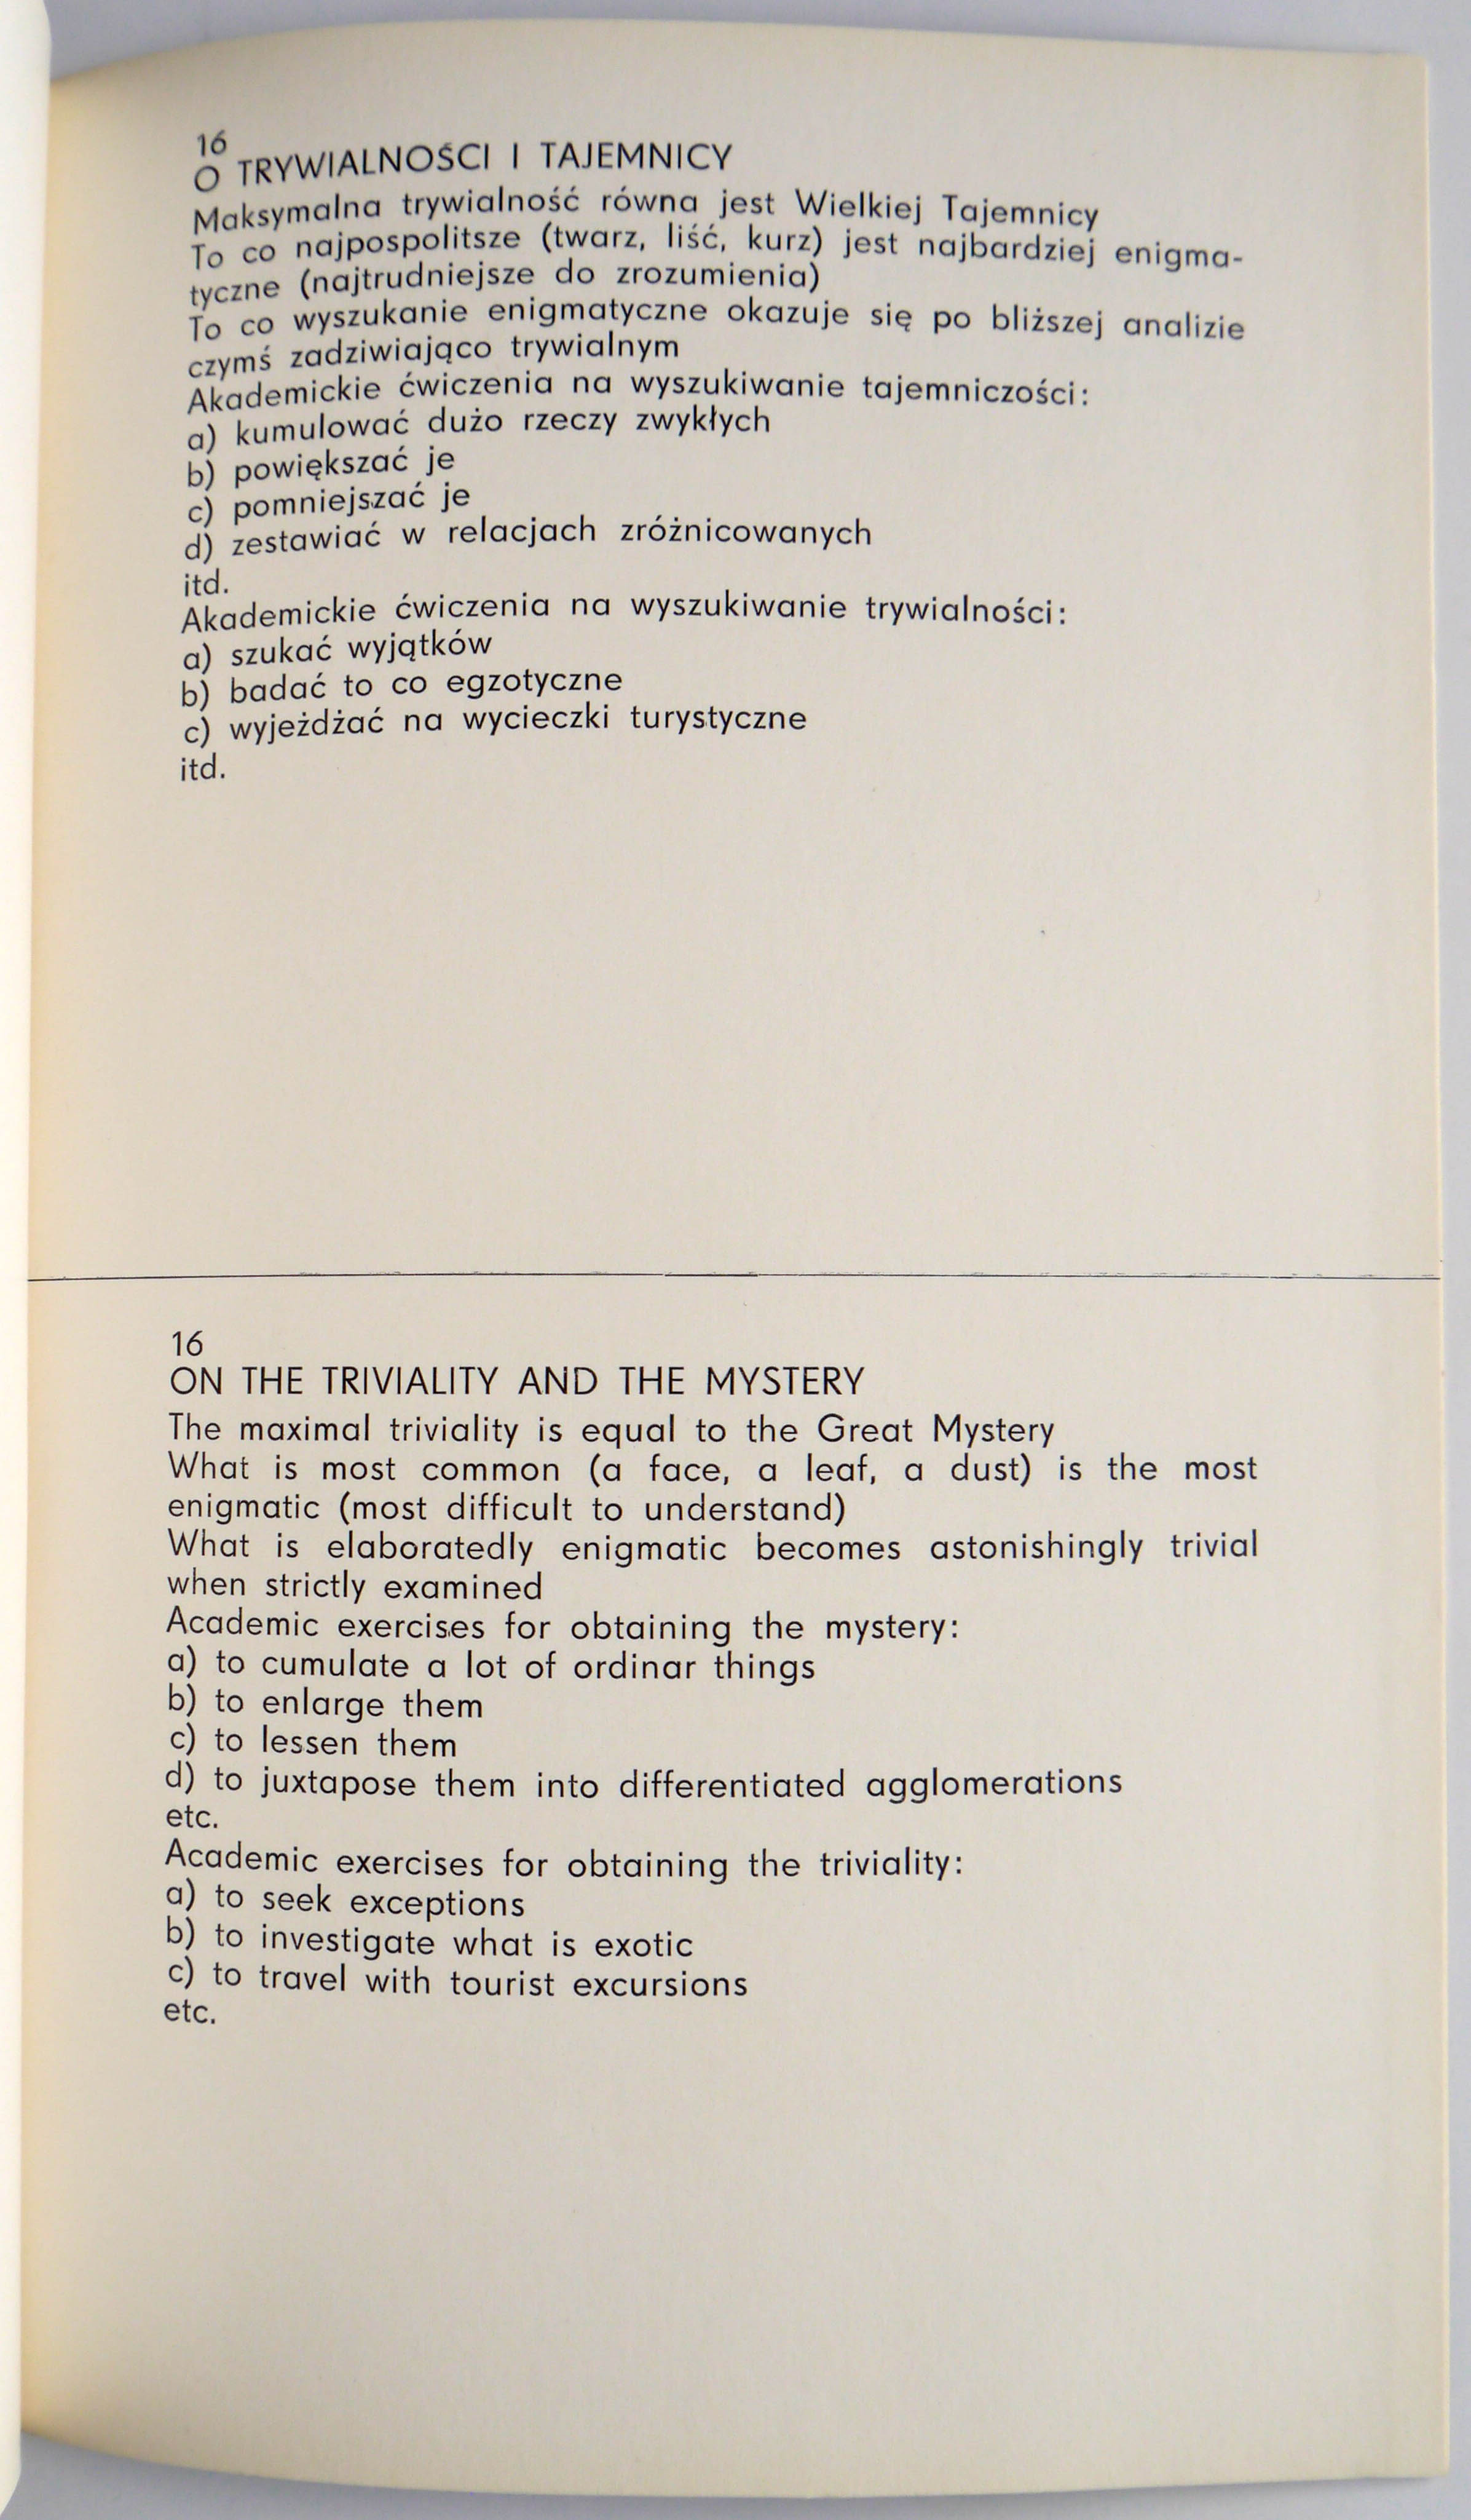 16
O TRYWIALNOŚCI I TAJEMNICY
Maksymalna trywialność równa jest Wielkiej Tajemnicy
To co najpospolitsze (twarz, liść, kurz) jest najbardziej enigma-
tyczne (najtrudniejsze do zrozumienia)
To co wyszukanie enigmatyczne okazuje się po bliższej analizie
czymś zadziwiająco trywialnym
Akademickie ćwiczenia na wyszukiwanie tajemniczości:
a) kumulować dużo rzeczy zwykłych
b) powiększać je
c) pomniejszać je
d) zestawiać w relacjach zróżnicowanych
itd.
Akademickie ćwiczenia na wyszukiwanie trywialności:
a) szukać wyjątków
b) badać to co egzotyczne
c) wyjeżdżać na wycieczki turystyczne
itd.
16
ON THE TRIVIALITY AND THE MYSTERY
The maximal triviality is equal to the Great Mystery
What is most common (a face, a leaf, a dust) is the most
enigmatic (most difficult to understand)
What is elaboratedly enigmatic becomes astonishingly trivial
when strictly examined
Academic exercises for obtaining the mystery:
a) to cumulate a lot of ordinar things
b) to enlarge them
c) to lessen them
d) to juxtapose them into differentiated agglomerations
etc.
Academic exercises for obtaining the triviality:
a) to seek exceptions
b) to investigate what is exotic
c) to travel with tourist excursions
etc.